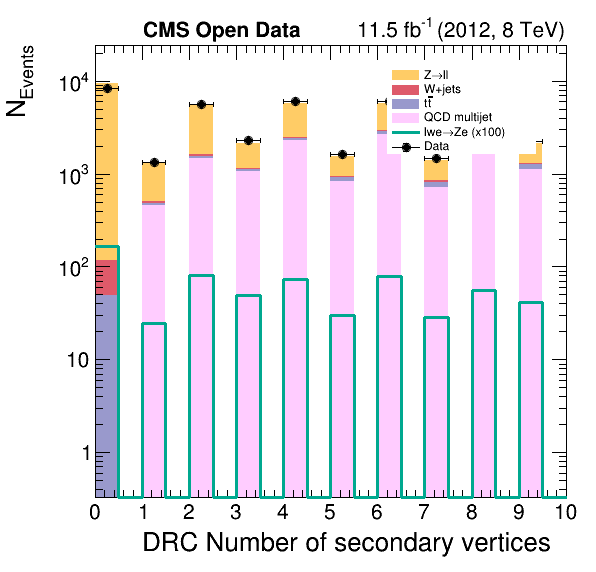 CMS Open Data 11.5 fb⁻¹ (2012, 8 TeV)
N_Events
Z→ll
W+jets
tt̄
QCD multijet
lwe→Ze (x100)
Data
10⁴
10³
10²
10
1
0 1 2 3 4 5 6 7 8 9 10
DRC Number of secondary vertices